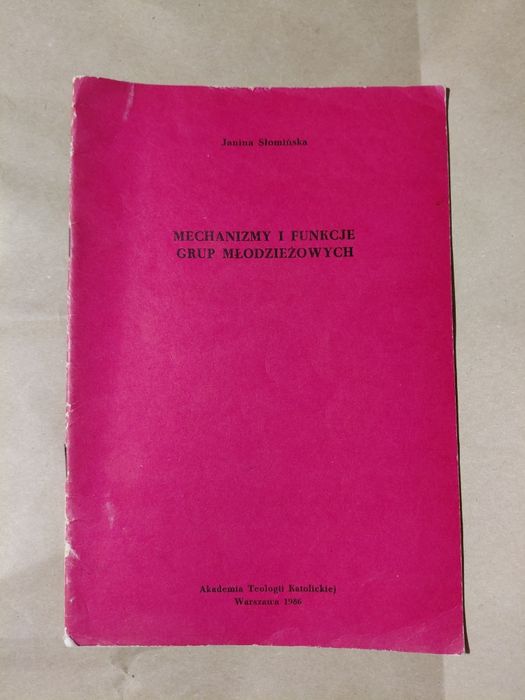 Janina Słomińska
MECHANIZMY I FUNKCJE
GRUP MŁODZIEŻOWYCH
Akademia Teologii Katolickiej
Warszawa 1986